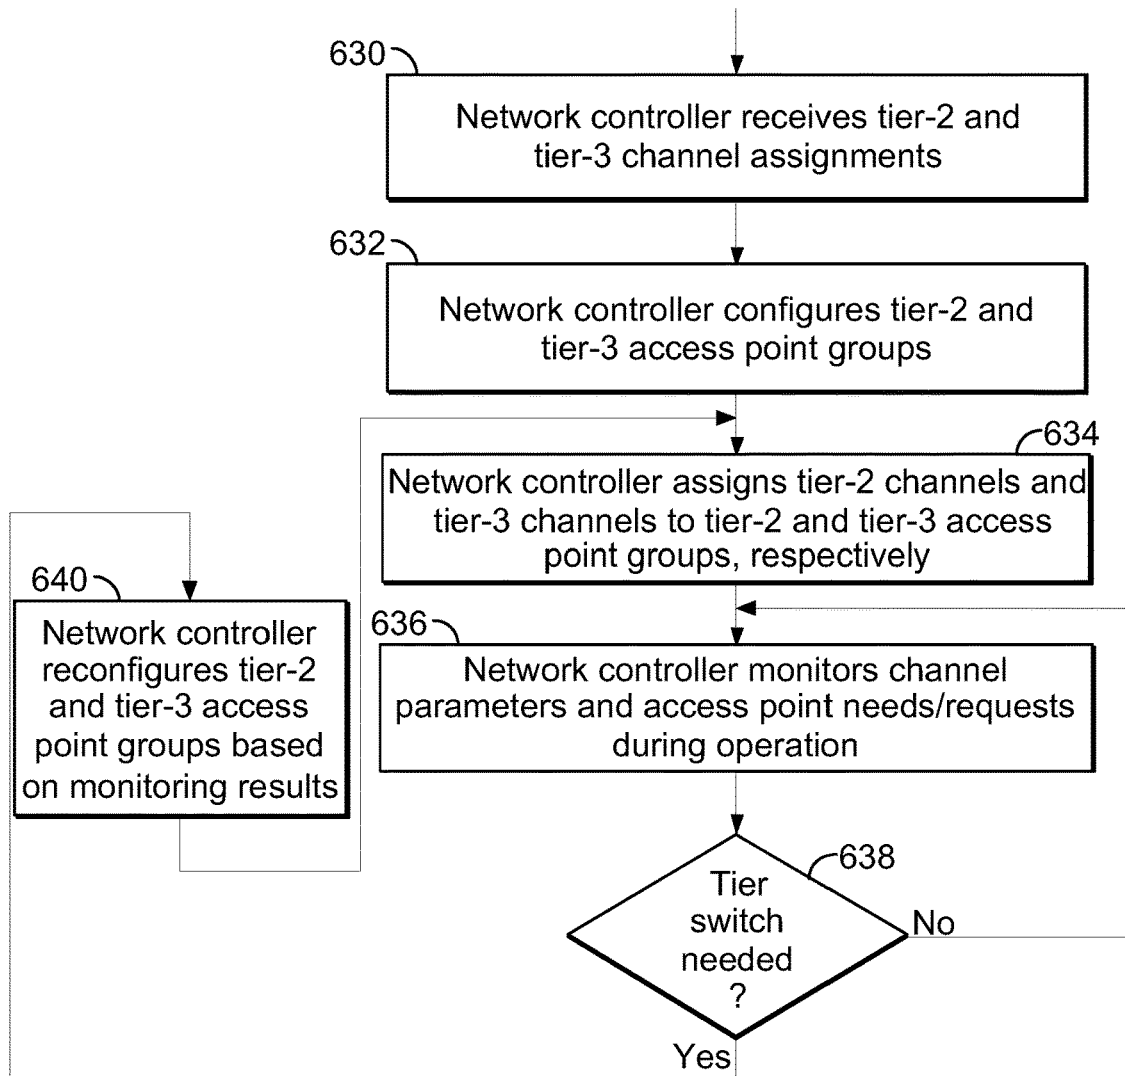 630
Network controller receives tier-2 and
tier-3 channel assignments
632
Network controller configures tier-2 and
tier-3 access point groups
634
Network controller assigns tier-2 channels and
tier-3 channels to tier-2 and tier-3 access
point groups, respectively
640
Network controller
reconfigures tier-2
and tier-3 access
point groups based
on monitoring results
636
Network controller monitors channel
parameters and access point needs/requests
during operation
638
Tier
switch
needed
?
No
Yes